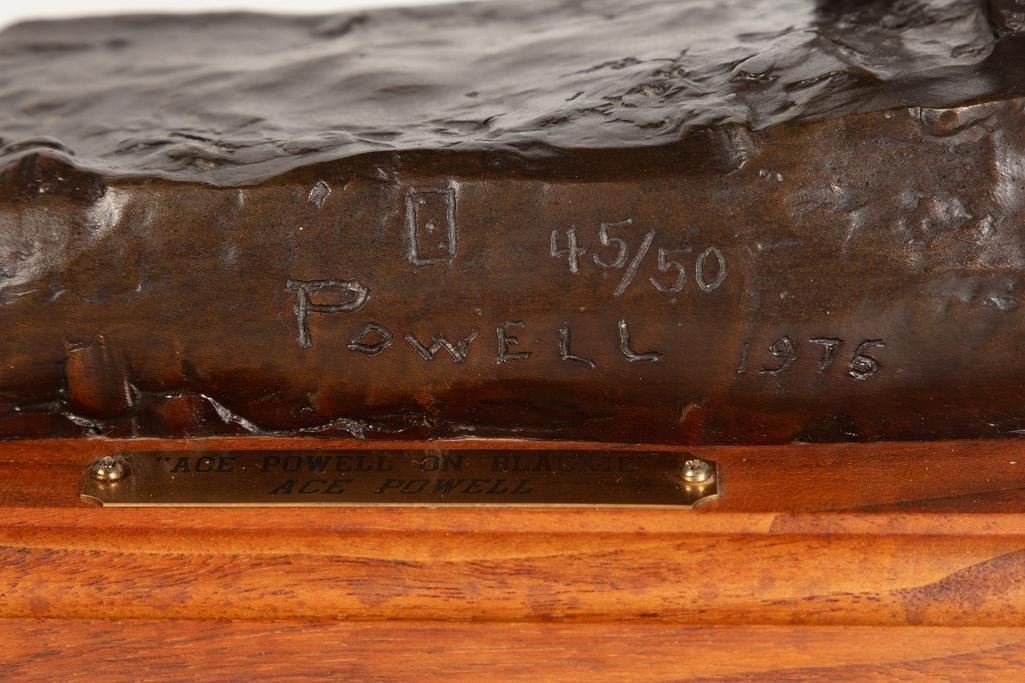 45/50
POWELL 1975
"ACE POWELL ON BLACKIE"
ACE POWELL